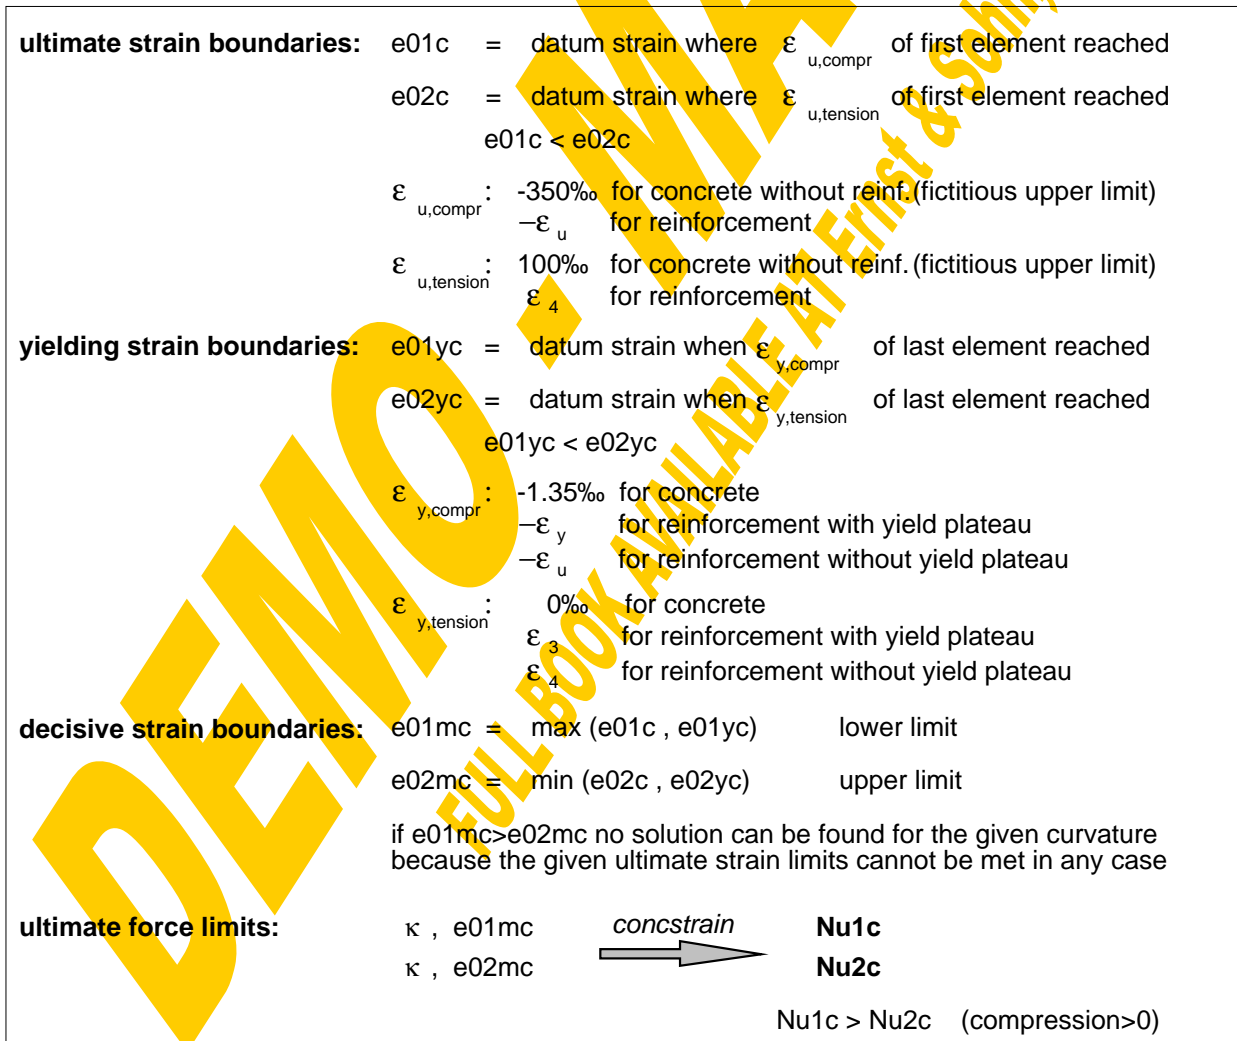 ultimate strain boundaries: e01c = datum strain where ε u,compr of first element reached
e02c = datum strain where ε u,tension of first element reached
e01c < e02c
ε u,compr : -350‰ for concrete without reinf.(fictitious upper limit)
−ε u for reinforcement
ε u,tension : 100‰ for concrete without reinf.(fictitious upper limit)
ε 4 for reinforcement
yielding strain boundaries: e01yc = datum strain when ε y,compr of last element reached
e02yc = datum strain when ε y,tension of last element reached
e01yc < e02yc
ε y,compr : -1.35‰ for concrete
−ε y for reinforcement with yield plateau
−ε u for reinforcement without yield plateau
ε y,tension : 0‰ for concrete
ε 3 for reinforcement with yield plateau
ε 4 for reinforcement without yield plateau
decisive strain boundaries: e01mc = max (e01c , e01yc) lower limit
e02mc = min (e02c , e02yc) upper limit
if e01mc>e02mc no solution can be found for the given curvature
because the given ultimate strain limits cannot be met in any case
ultimate force limits: κ , e01mc concstrain Nu1c
κ , e02mc Nu2c
Nu1c > Nu2c (compression>0)
DEMO - MA
FULL BOOK AVAILABLE AT Ernst & Sohn,